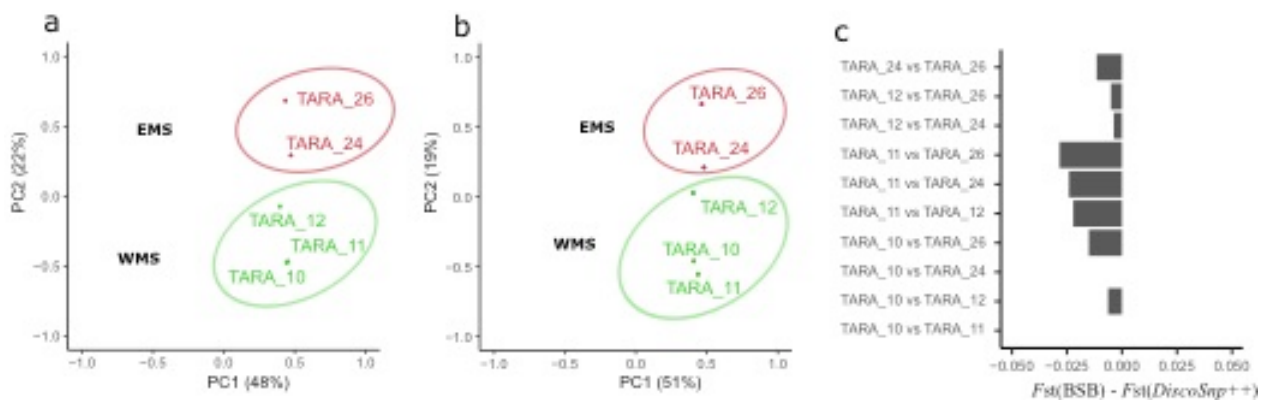 a
1.0
0.5
0.0
−0.5
−1.0
PC2 (22%)
EMS
WMS
TARA_26
TARA_24
TARA_12
TARA_11
TARA_10
−1.0 −0.5 0.0 0.5 1.0
PC1 (48%)
b
1.0
0.5
0.0
−0.5
−1.0
PC2 (19%)
EMS
WMS
TARA_26
TARA_24
TARA_12
TARA_10
TARA_11
−1.0 −0.5 0.0 0.5 1.0
PC1 (51%)
c
TARA_24 vs TARA_26
TARA_12 vs TARA_26
TARA_12 vs TARA_24
TARA_11 vs TARA_26
TARA_11 vs TARA_24
TARA_11 vs TARA_12
TARA_10 vs TARA_26
TARA_10 vs TARA_24
TARA_10 vs TARA_12
TARA_10 vs TARA_11
−0.050 −0.025 0.000 0.025 0.050
Fst(BSB) - Fst(DiscoSnp++)